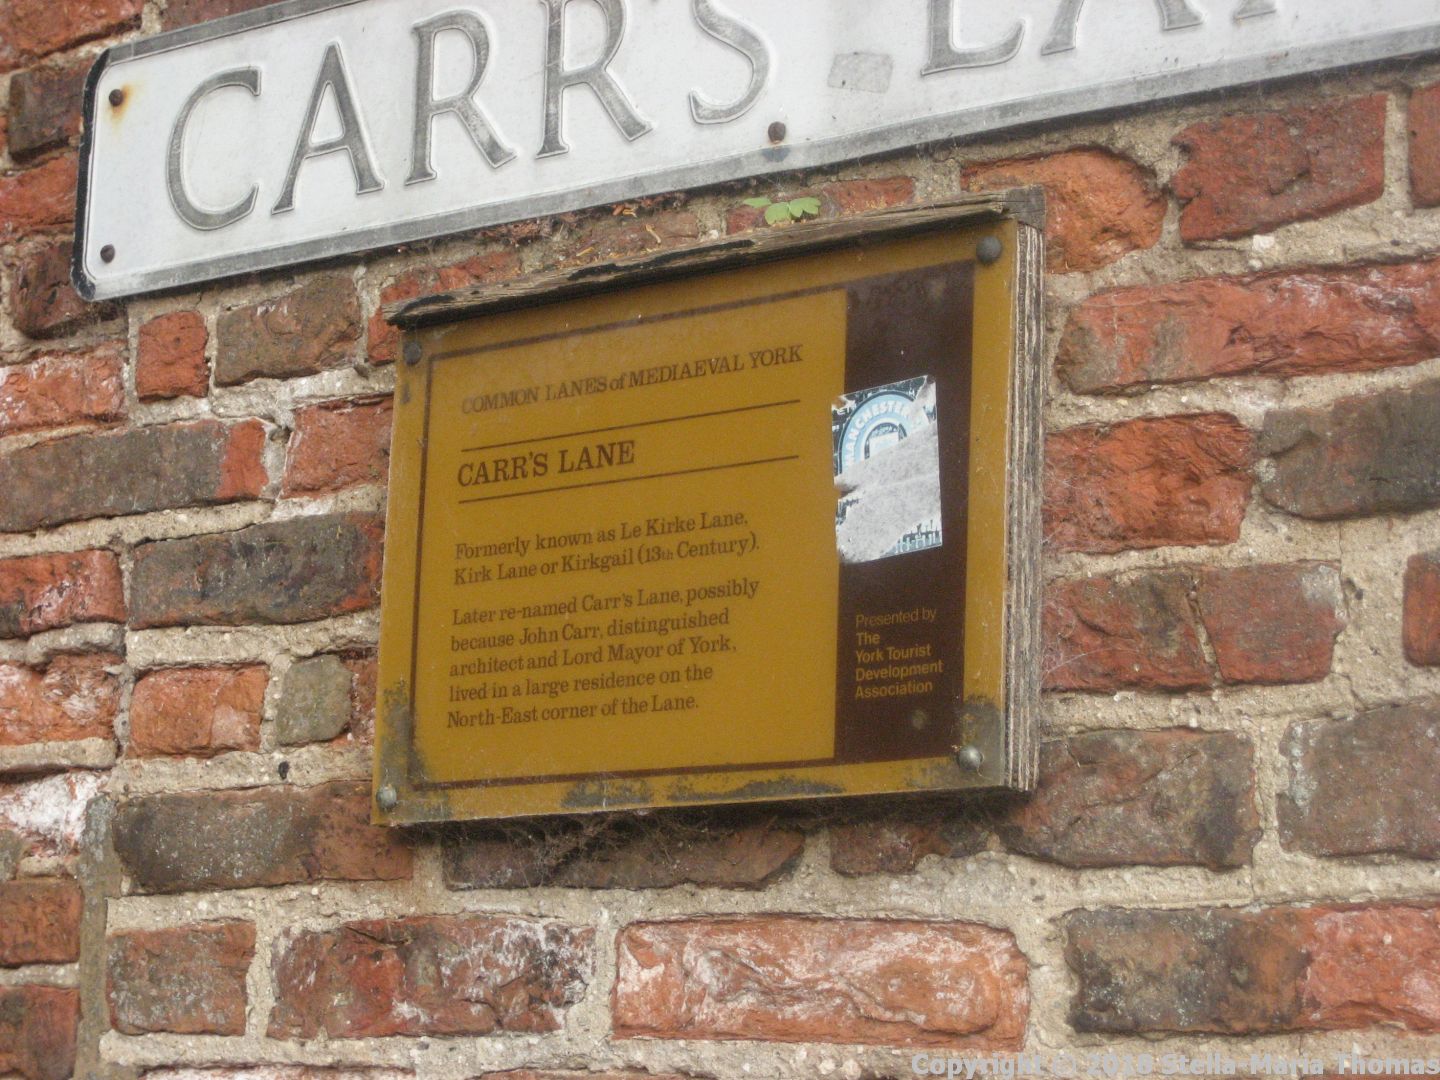 CARR'S LA
COMMON LANES of MEDIAEVAL YORK
CARR'S LANE
Formerly known as Le Kirke Lane,
Kirk Lane or Kirkgail (13th Century).
Later re-named Carr's Lane, possibly
because John Carr, distinguished
architect and Lord Mayor of York,
lived in a large residence on the
North-East corner of the Lane.
MANCHESTER
Presented by
The
York Tourist
Development
Association
Copyright © 2018 Stella-Maria Thomas